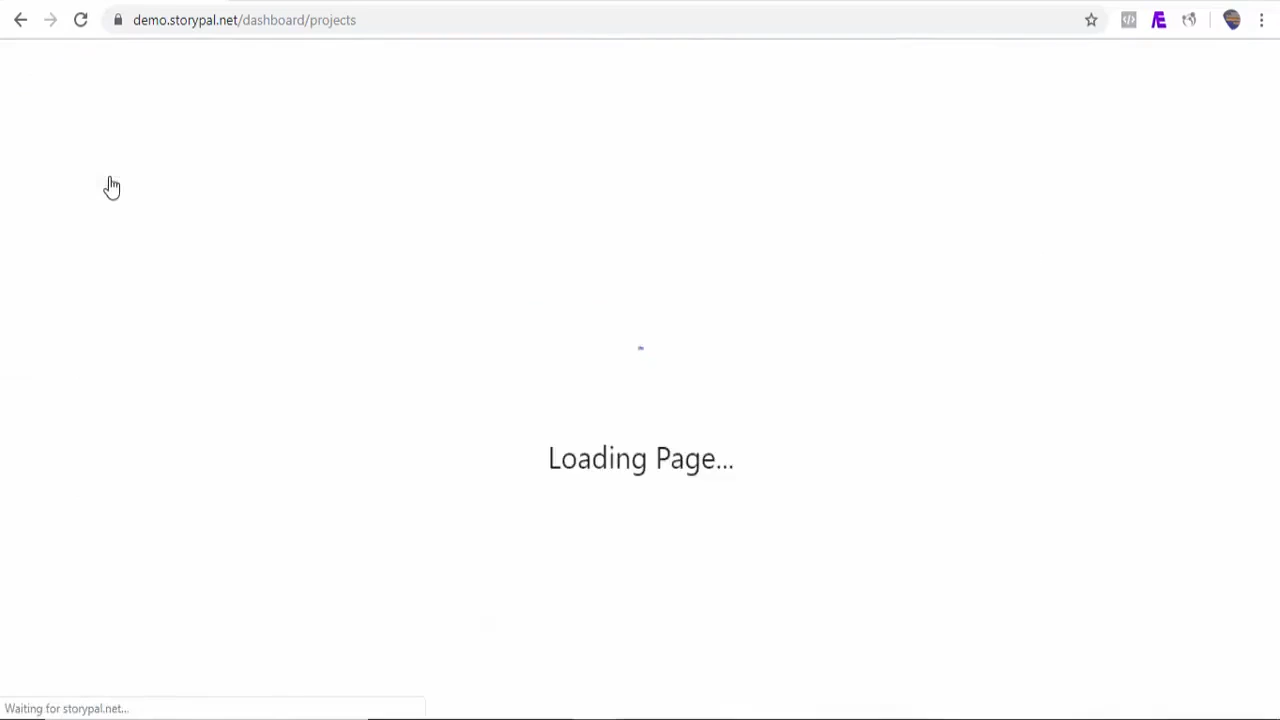 demo.storypal.net/dashboard/projects
Loading Page...
Waiting for storypal.net...